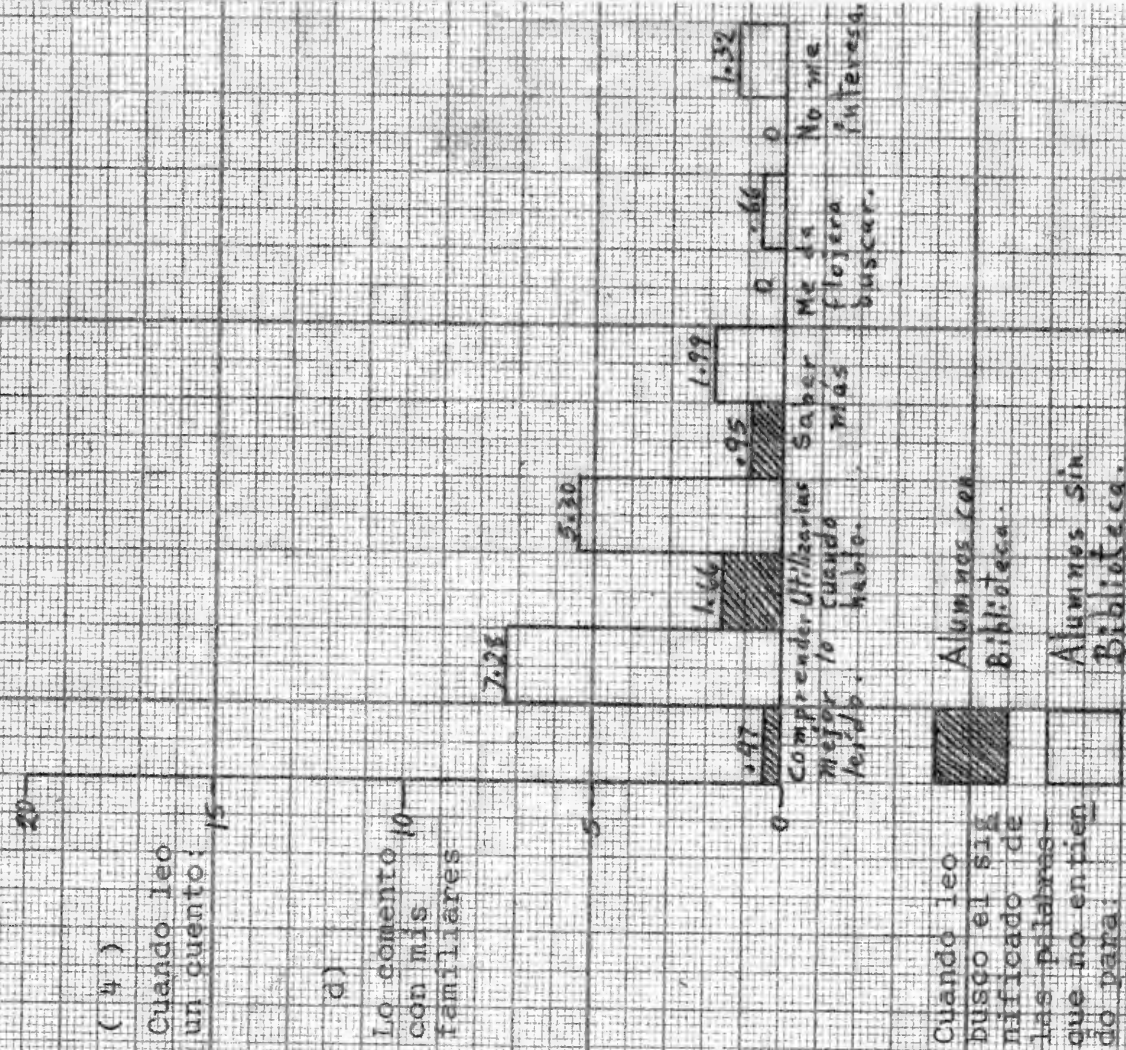 ( 4 )
Cuando leo
un cuento:
d)
Lo comento
con mis
familiares
20
15
10
5
0
.47
7.28
1.66
5.30
.95
1.99
0
.66
0
1.32
Comprender
mejor lo
leído.
Utilizarlas
cuando
hablo.
Saber
más
Me da
flojera
buscar.
No me
interesa.
Cuando leo
busco el sig
nificado de
las palabras-
que no entien
do para:
Alumnos con
Biblioteca.
Alumnos sin
Biblioteca.